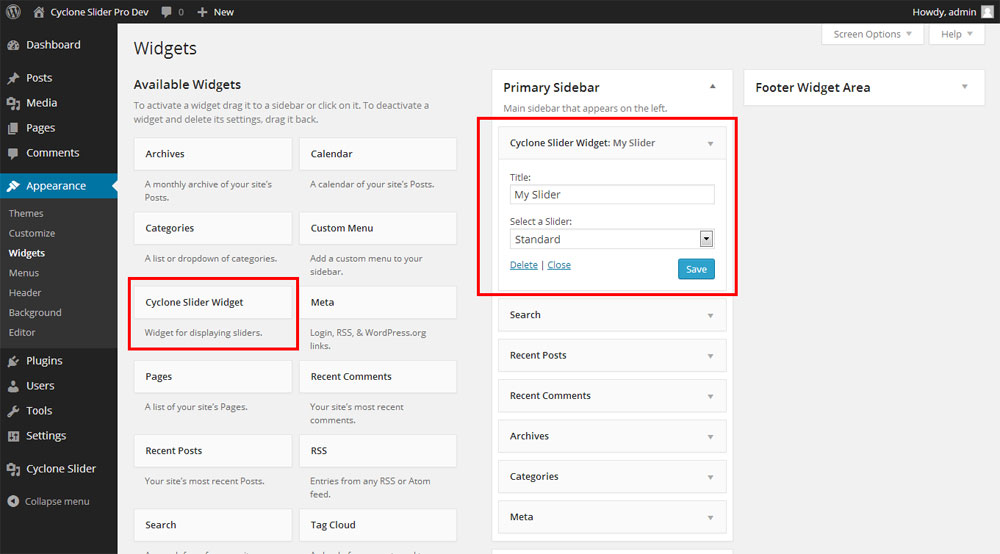 Cyclone Slider Pro Dev
0
New
Howdy, admin
Dashboard
Posts
Media
Pages
Comments
Appearance
Themes
Customize
Widgets
Menus
Header
Background
Editor
Plugins
Users
Tools
Settings
Cyclone Slider
Collapse menu
Screen Options
Help
Widgets
Available Widgets
To activate a widget drag it to a sidebar or click on it. To deactivate a
widget and delete its settings, drag it back.
Archives
A monthly archive of your site's
Posts.
Calendar
A calendar of your site's Posts.
Categories
A list or dropdown of categories.
Custom Menu
Add a custom menu to your
sidebar.
Cyclone Slider Widget
Widget for displaying sliders.
Meta
Login, RSS, & WordPress.org
links.
Pages
A list of your site's Pages.
Recent Comments
Your site's most recent
comments.
Recent Posts
Your site's most recent Posts.
RSS
Entries from any RSS or Atom
feed.
Search
Tag Cloud
Primary Sidebar
Main sidebar that appears on the left.
Cyclone Slider Widget: My Slider
Title:
My Slider
Select a Slider:
Standard
Delete | Close
Save
Search
Recent Posts
Recent Comments
Archives
Categories
Meta
Footer Widget Area